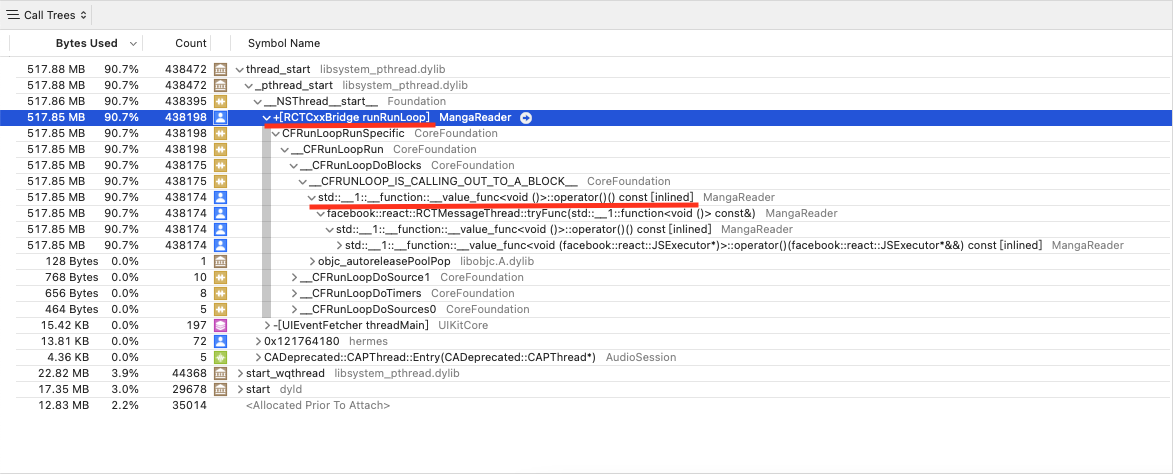 Call Trees
Bytes Used Count Symbol Name
517.88 MB 90.7% 438472 thread_start libsystem_pthread.dylib
517.88 MB 90.7% 438472 _pthread_start libsystem_pthread.dylib
517.86 MB 90.7% 438395 __NSThread__start__ Foundation
517.85 MB 90.7% 438198 +[RCTCxxBridge runRunLoop] MangaReader
517.85 MB 90.7% 438198 CFRunLoopRunSpecific CoreFoundation
517.85 MB 90.7% 438198 __CFRunLoopRun CoreFoundation
517.85 MB 90.7% 438175 __CFRunLoopDoBlocks CoreFoundation
517.85 MB 90.7% 438175 __CFRUNLOOP_IS_CALLING_OUT_TO_A_BLOCK__ CoreFoundation
517.85 MB 90.7% 438174 std::__1::__function::__value_func<void ()>::operator()() const [inlined] MangaReader
517.85 MB 90.7% 438174 facebook::react::RCTMessageThread::tryFunc(std::__1::function<void ()> const&) MangaReader
517.85 MB 90.7% 438174 std::__1::__function::__value_func<void ()>::operator()() const [inlined] MangaReader
517.85 MB 90.7% 438174 std::__1::__function::__value_func<void (facebook::react::JSExecutor*)>::operator()(facebook::react::JSExecutor*&&) const [inlined] MangaReader
128 Bytes 0.0% 1 objc_autoreleasePoolPop libobjc.A.dylib
768 Bytes 0.0% 10 __CFRunLoopDoSource1 CoreFoundation
656 Bytes 0.0% 8 __CFRunLoopDoTimers CoreFoundation
464 Bytes 0.0% 5 __CFRunLoopDoSources0 CoreFoundation
15.42 KB 0.0% 197 -[UIEventFetcher threadMain] UIKitCore
13.81 KB 0.0% 72 0x121764180 hermes
4.36 KB 0.0% 5 CADeprecated::CAPThread::Entry(CADeprecated::CAPThread*) AudioSession
22.82 MB 3.9% 44368 start_wqthread libsystem_pthread.dylib
17.35 MB 3.0% 29678 start dyld
12.83 MB 2.2% 35014 <Allocated Prior To Attach>